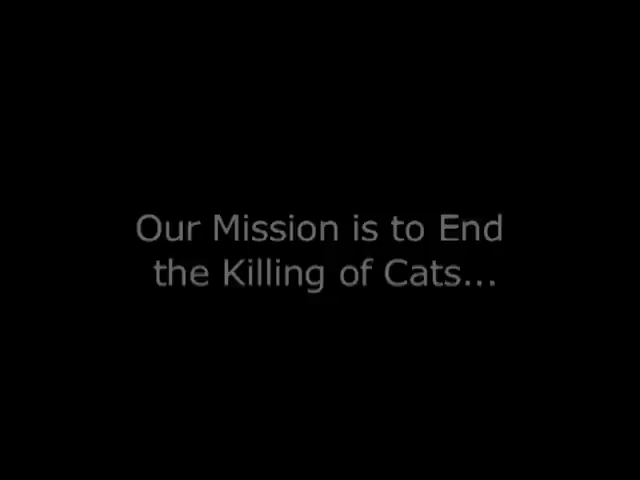 Our Mission is to End
the Killing of Cats...